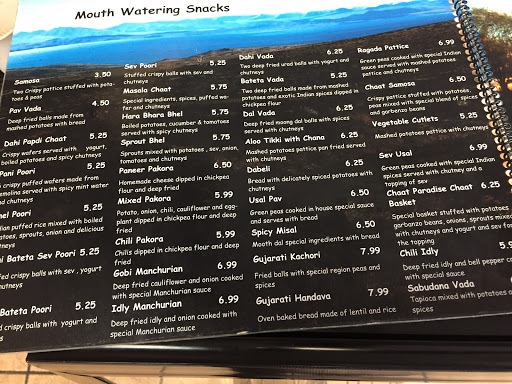 Mouth Watering Snacks
Samosa 3.50
Two Crispy pattice stuffed with pota-
toes & peas
Pav Vada 4.50
Deep fried balls made from
mashed potatoes with bread
Dahi Papdi Chaat 5.25
Crispy wafers served with yogurt,
boiled potatoes and spicy chutneys
Pani Poori 5.25
crispy puffed wafers made from
semolina served with spicy mint water
and chutneys
Bhel Poori 5.25
puffed rice mixed with boiled
potatoes, sprouts, onion and delicious
chutneys
Bateta Sev Poori 5.25
crispy balls with sev , yogurt
chutneys
Bateta Poori 5.25
crispy balls with yogurt and
Sev Poori 5.25
Stuffed crispy balls with sev and
chutneys
Masala Chaat 5.75
Special ingredients, spices, puffed wa-
fer and chutneys
Hara Bhara Bhel 5.75
Boiled potatoes, cucumber & tomatoes
served with spicy chutneys
Sprout Bhel 5.75
Sprouts mixed with potatoes , sev, onion,
tomatoes and chutneys
Paneer Pakora 6.50
Homemade cheese dipped in chickpea
flour and deep fried
Mixed Pakora 5.99
Potato, onion, chili, cauliflower and egg-
plant dipped in chickpea flour and deep
fried
Chili Pakora 5.99
Chilis dipped in chickpea flour and deep
fried
Gobi Manchurian 6.99
Deep fried cauliflower and onion cooked
with special Manchurian sauce
Idly Manchurian 6.99
Deep fried idly and onion cooked with
special Manchurian sauce
Dahi Vada 6.25
Two deep fried urad balls with yogurt and
chutneys
Bateta Vada 5.25
Two deep fried balls made from mashed
potatoes and exotic Indian spices dipped in
chickpea flour
Dal Vada 6.25
Deep fried moong dal balls with spices
served with chutneys
Aloo Tikki with Chana 6.25
Mashed potatoes pattice pan fried served
with chutneys
Dabeli 5.25
Bread with delicately spiced potatoes with
spices
Usal Pav 6.50
Green peas cooked in house special sauce
and serves with bread
Spicy Misal 6.50
Mooth dal special ingredients with bread
Gujarati Kachori 7.99
Fried balls with special region peas and
spices
Gujarati Handava 7.99
Oven baked bread made of lentil and rice
Ragada Pattice 6.99
Green peas cooked with special Indian
spices served with mashed potatoes
pattice and chutneys
Chaat Samosa 6.50
Crispy pattice stuffed with potatoes,
peas mixed with special blend of spices
and garbanzo beans
Vegetable Cutlets
Mashed potatoes pattice with chutney
Sev Usal 6.99
Green peas cooked with special Indian
spices served with chutney and a
topping of sev
Chaat Paradise Chaat 6.25
Basket
Special basket stuffed with potatoes
garbanzo beans, onions, sprouts mixed
with chutneys and yogurt and sev for
the topping
Chili Idly
Deep fried idly and bell pepper
with special sauce
Sabudana Vada
Tapioca mixed with potatoes
spices